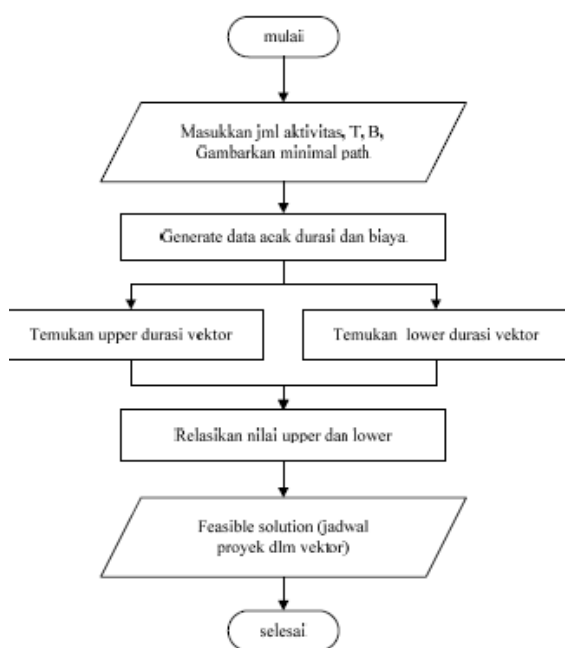 mulai
Masukkan jml aktivitas, T, B,
Gambarkan minimal path.
Generate data acak durasi dan biaya.
Temukan upper durasi vektor
Temukan lower durasi vektor
Relasikan nilai upper dan lower
Feasible solution (jadwal
proyek dlm vektor)
selesai